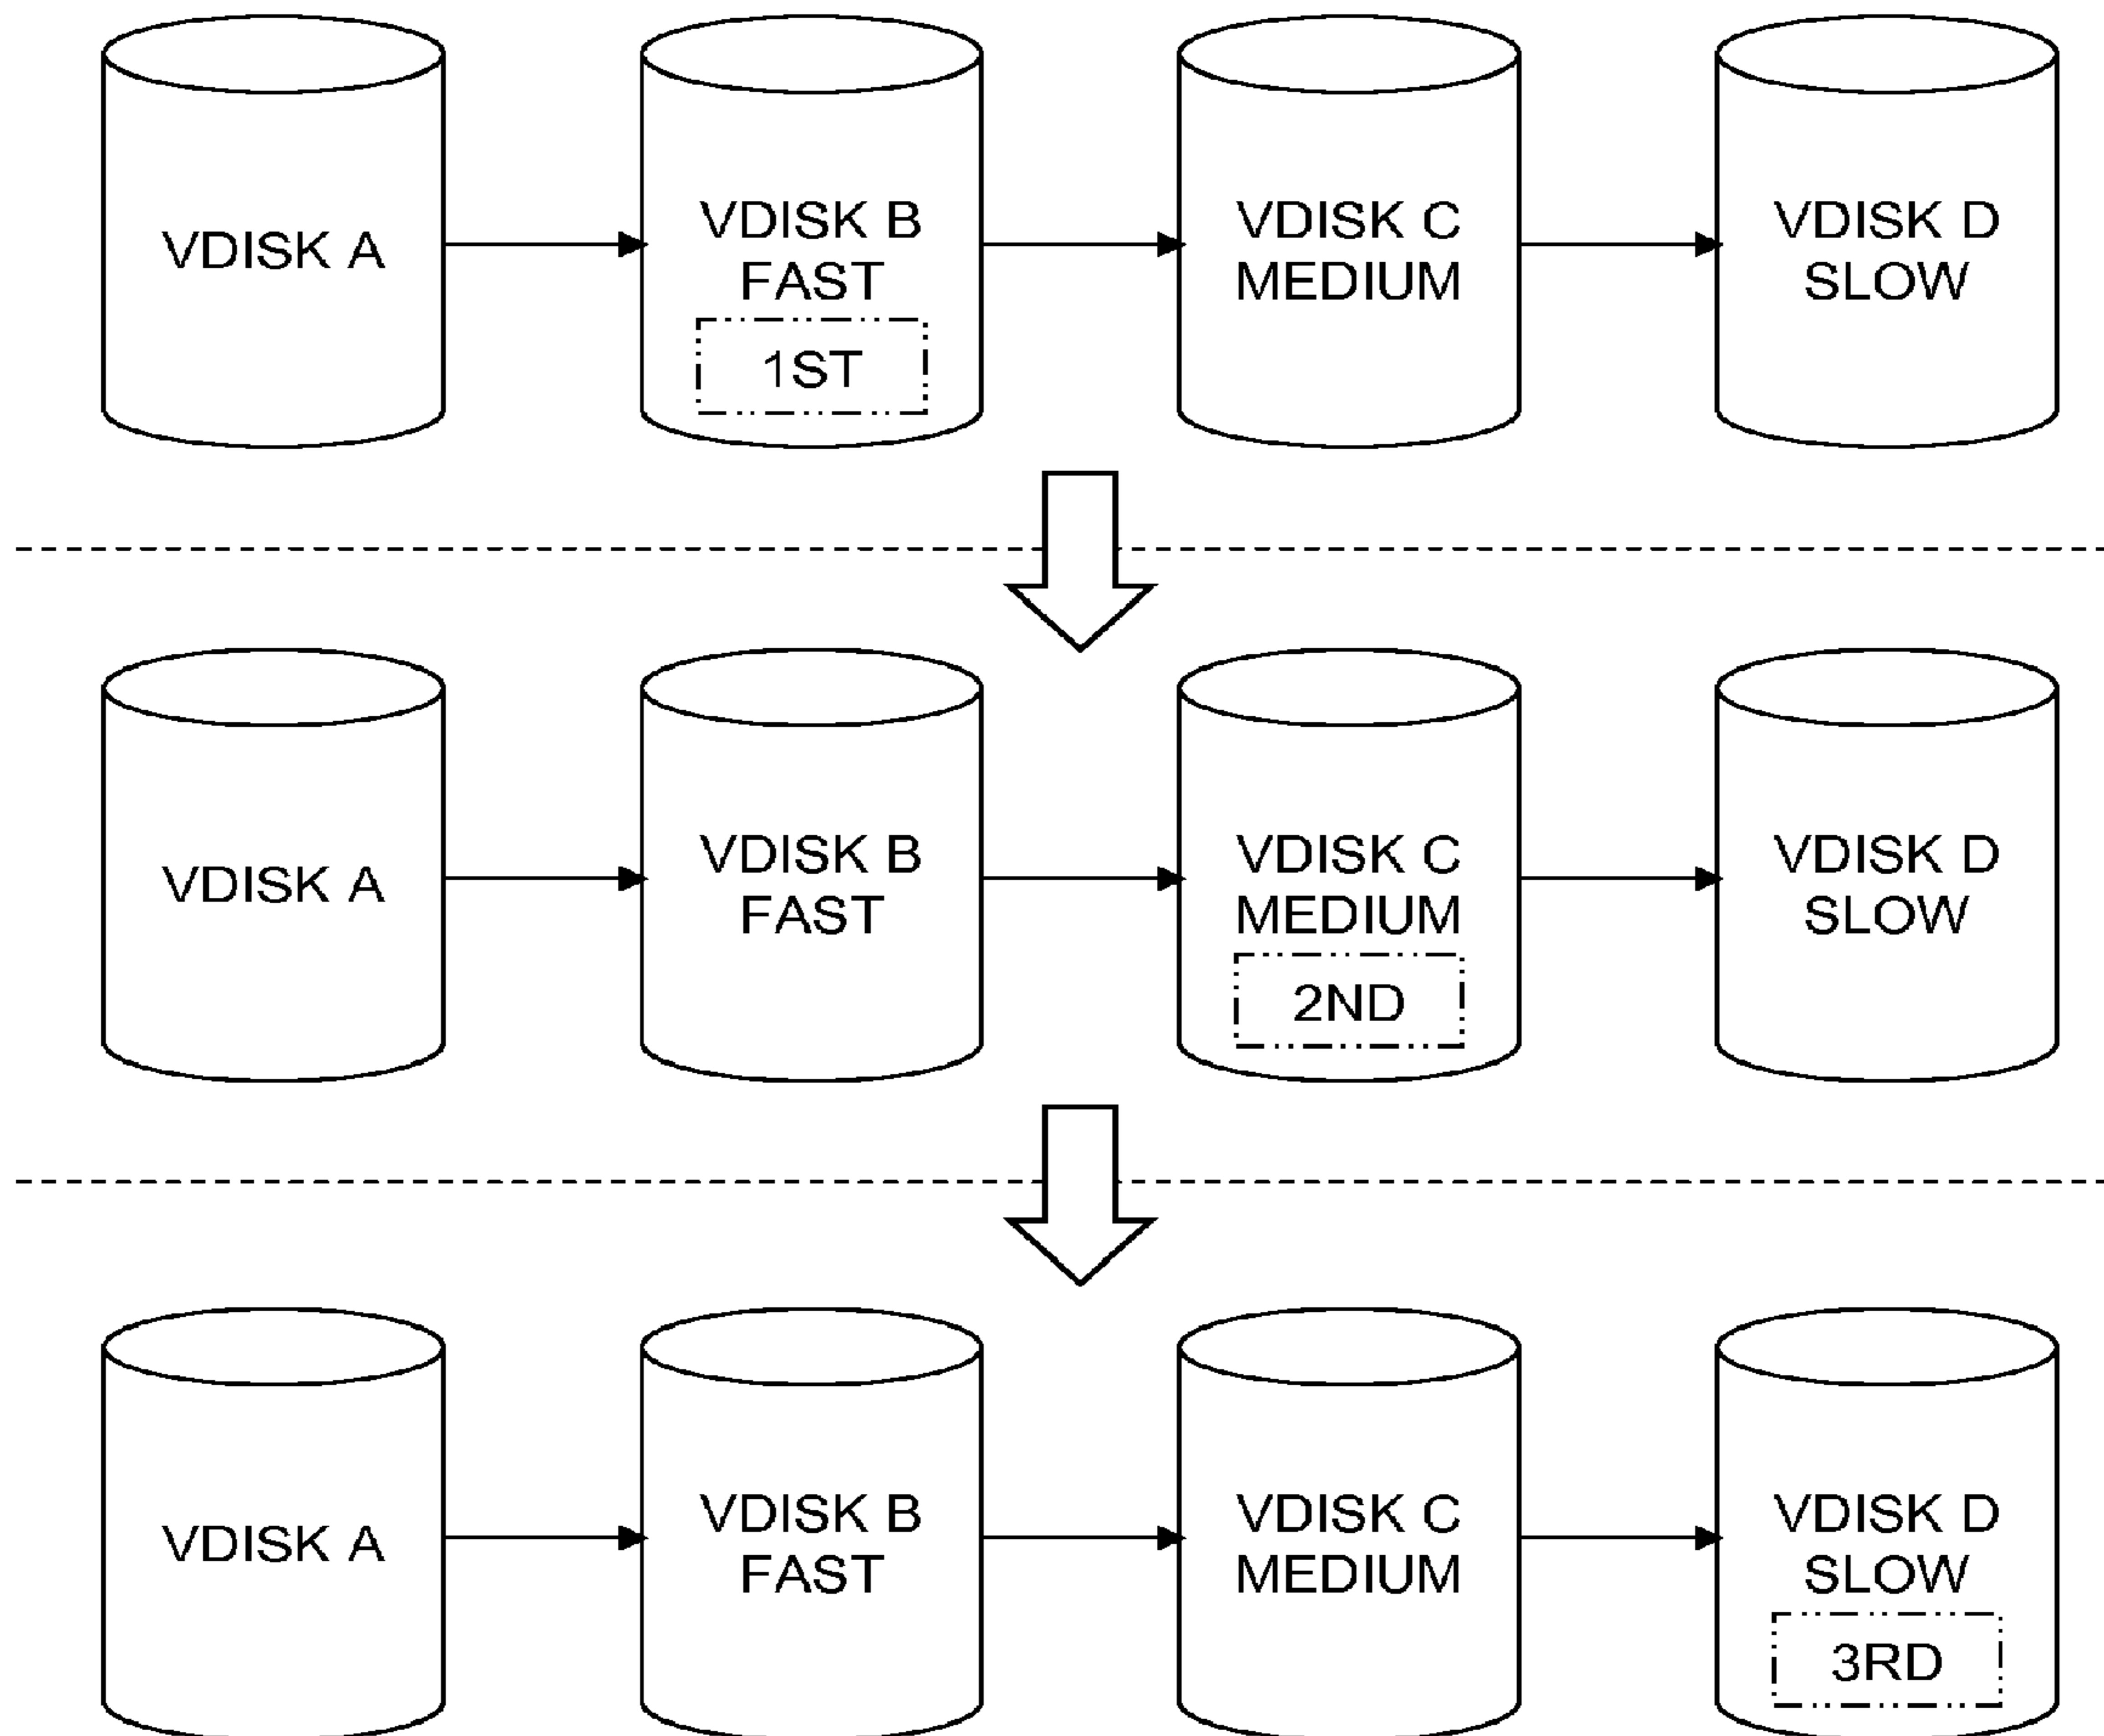 VDISK A
VDISK B
FAST
1ST
VDISK C
MEDIUM
VDISK D
SLOW
VDISK A
VDISK B
FAST
VDISK C
MEDIUM
2ND
VDISK D
SLOW
VDISK A
VDISK B
FAST
VDISK C
MEDIUM
VDISK D
SLOW
3RD